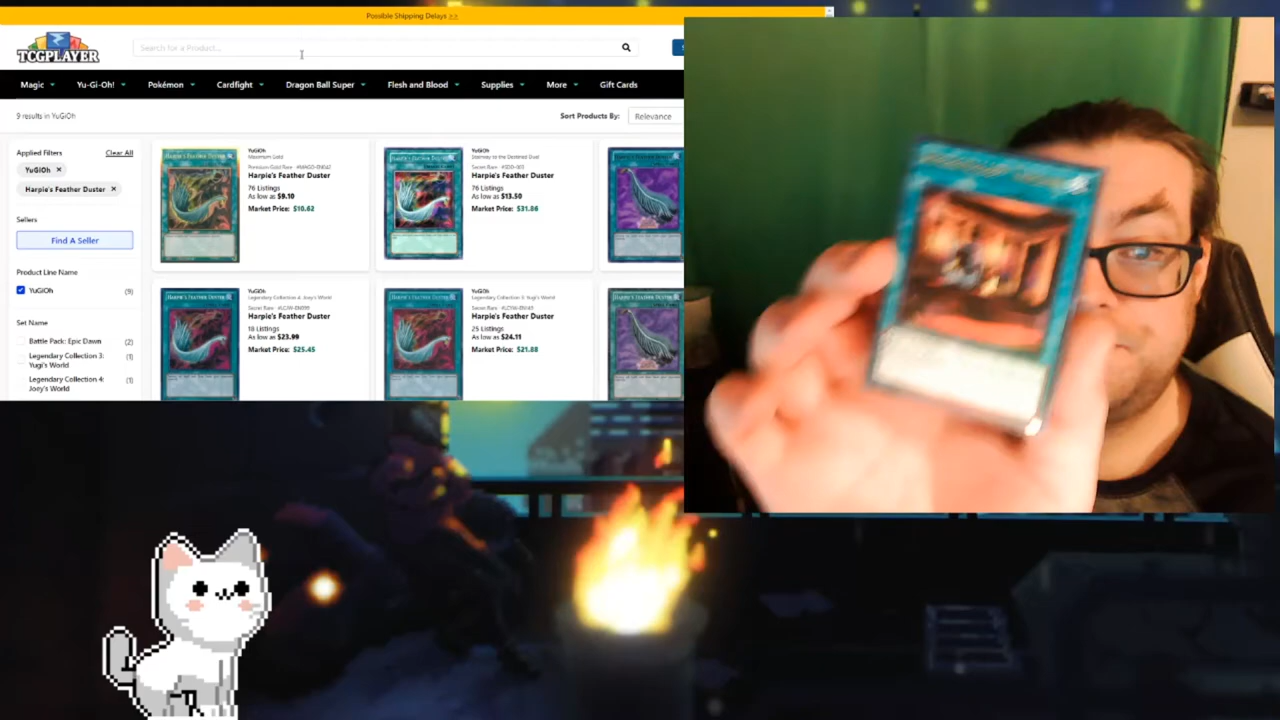 Possible Shipping Delays >>
TCGPLAYER
Search for a Product...
Magic
Yu-Gi-Oh!
Pokémon
Cardfight
Dragon Ball Super
Flesh and Blood
Supplies
More
Gift Cards
9 results in YuGiOh
Sort Products By:
Relevance
Applied Filters
Clear All
YuGiOh ×
Harpie's Feather Duster ×
Sellers
Find A Seller
Product Line Name
YuGiOh
(9)
Set Name
Battle Pack: Epic Dawn
(2)
Legendary Collection 3:
Yugi's World
(1)
Legendary Collection 4:
Joey's World
(1)
YuGiOh
Maximum Gold
Harpie's Feather Duster
76 Listings
As low as $9.10
Market Price: $10.62
YuGiOh
Stairway to the Destined Duel
Harpie's Feather Duster
76 Listings
As low as $13.50
Market Price: $31.86
YuGiOh
Legendary Collection 4: Joey's World
Harpie's Feather Duster
18 Listings
As low as $23.99
Market Price: $25.45
YuGiOh
Legendary Collection 3: Yugi's World
Harpie's Feather Duster
25 Listings
As low as $24.11
Market Price: $21.88